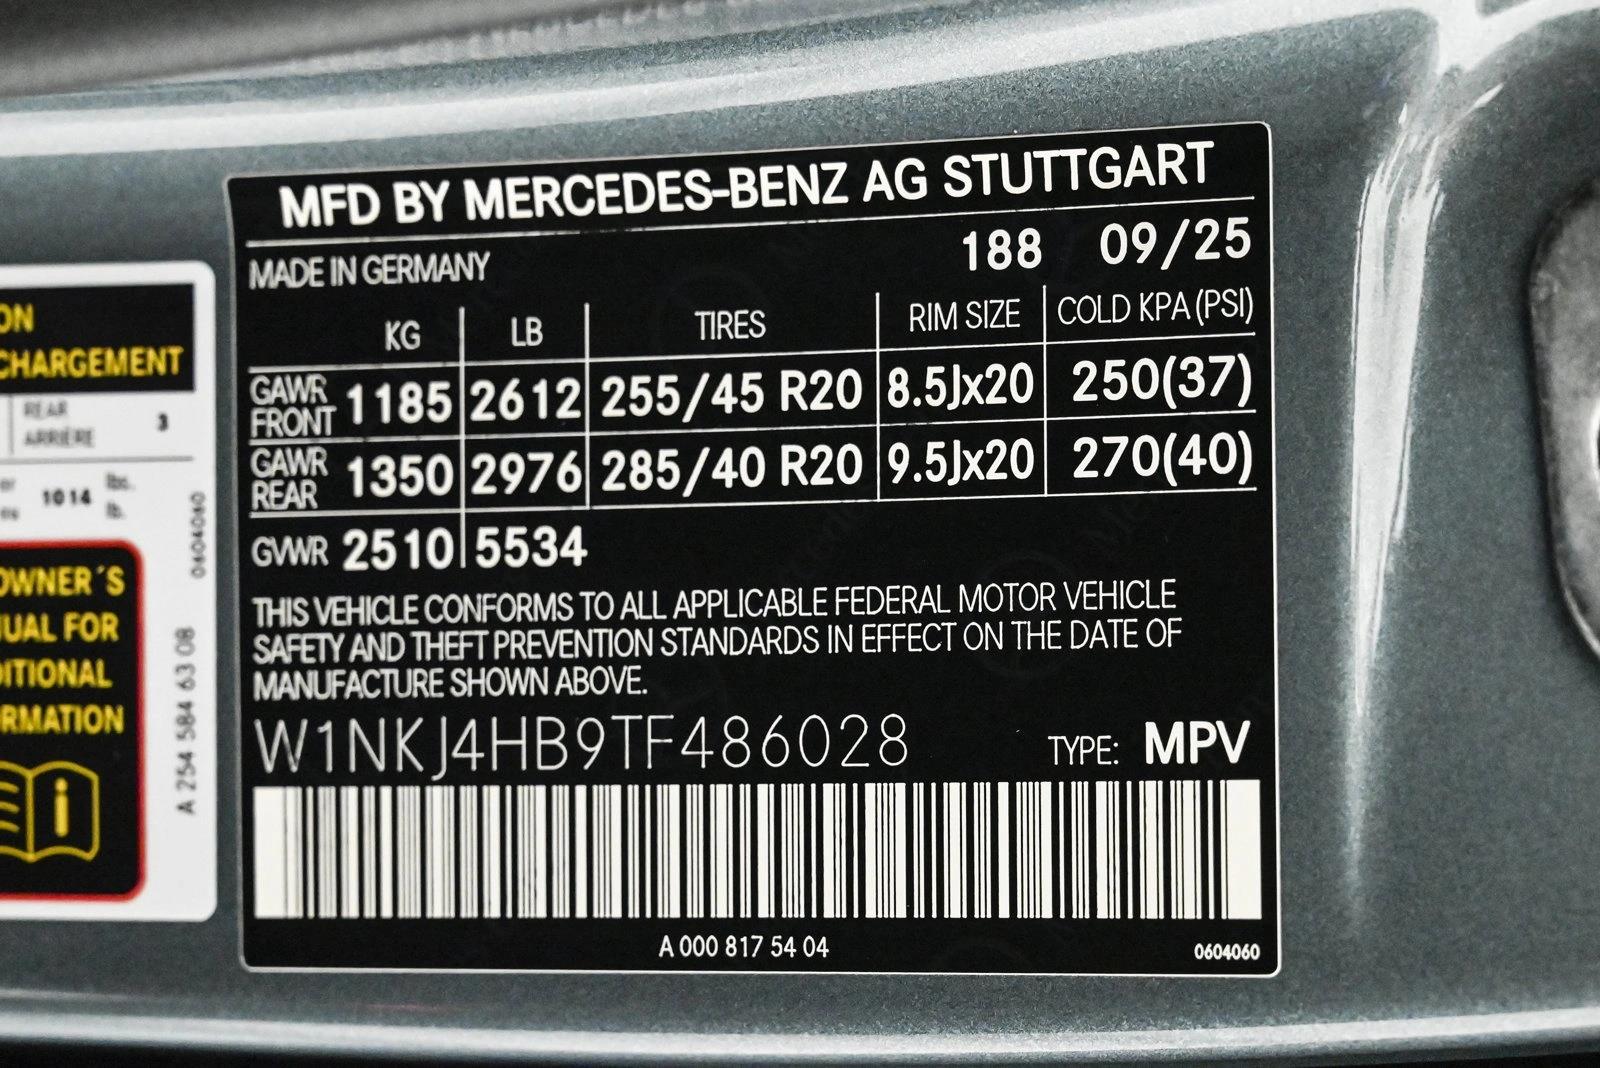 MFD BY MERCEDES-BENZ AG STUTTGART
MADE IN GERMANY 188 09/25
KG LB TIRES RIM SIZE COLD KPA (PSI)
GAWR FRONT 1185 2612 255/45 R20 8.5Jx20 250(37)
GAWR REAR 1350 2976 285/40 R20 9.5Jx20 270(40)
GVWR 2510 5534
THIS VEHICLE CONFORMS TO ALL APPLICABLE FEDERAL MOTOR VEHICLE
SAFETY AND THEFT PREVENTION STANDARDS IN EFFECT ON THE DATE OF
MANUFACTURE SHOWN ABOVE.
W1NKJ4HB9TF486028 TYPE: MPV
A 000 817 54 04 0604060
ON
CHARGEMENT
REAR 3
ARRIÈRE
1014 lbs.
lb.
OWNER´S
UAL FOR
DITIONAL
RMATION
A 254 584 63 08 0404040